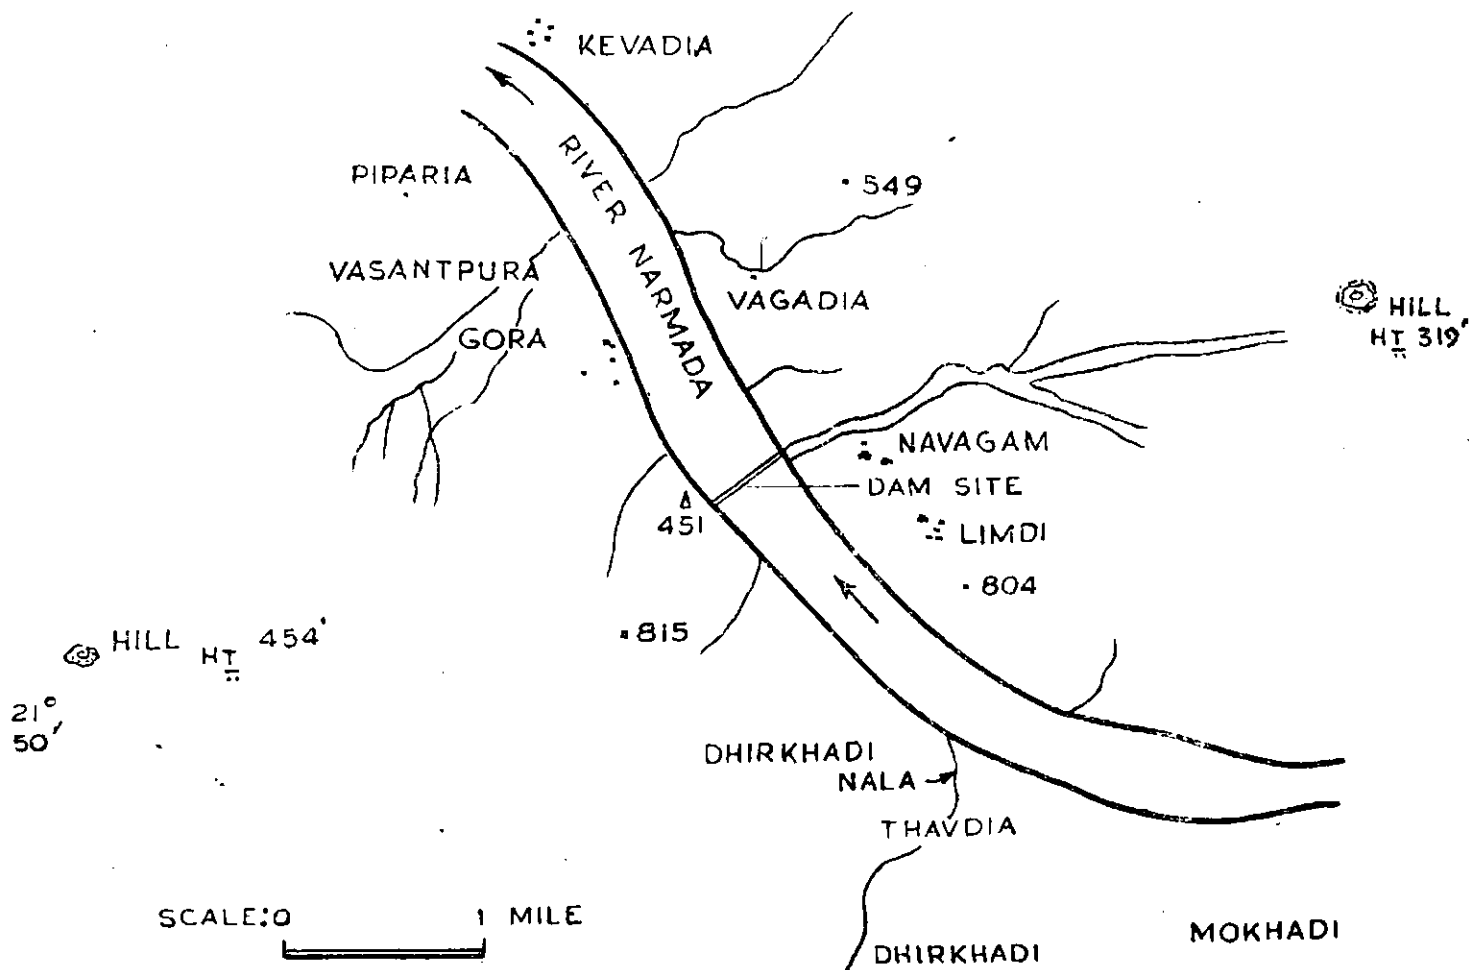 KEVADIA
PIPARIA
RIVER NARMADA
549
VASANTPURA
VAGADIA
HILL
HT 319'
GORA
NAVAGAM
DAM SITE
451
LIMDI
804
815
HILL HT 454'
21°
50'
DHIRKHADI
NALA
THAVDIA
SCALE:0 1 MILE
MOKHADI
DHIRKHADI